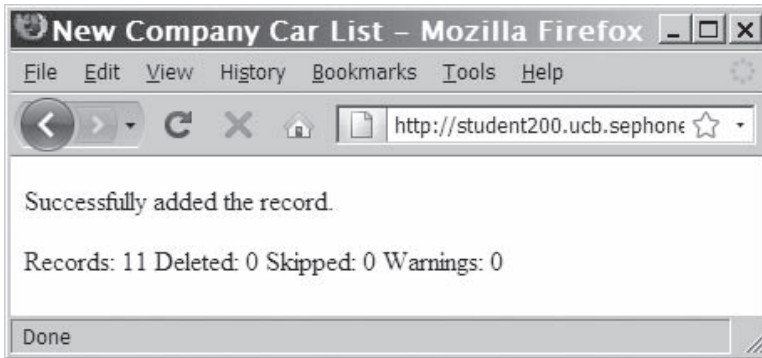 New Company Car List – Mozilla Firefox
File Edit View History Bookmarks Tools Help
http://student200.ucb.sephone
Successfully added the record.
Records: 11 Deleted: 0 Skipped: 0 Warnings: 0
Done